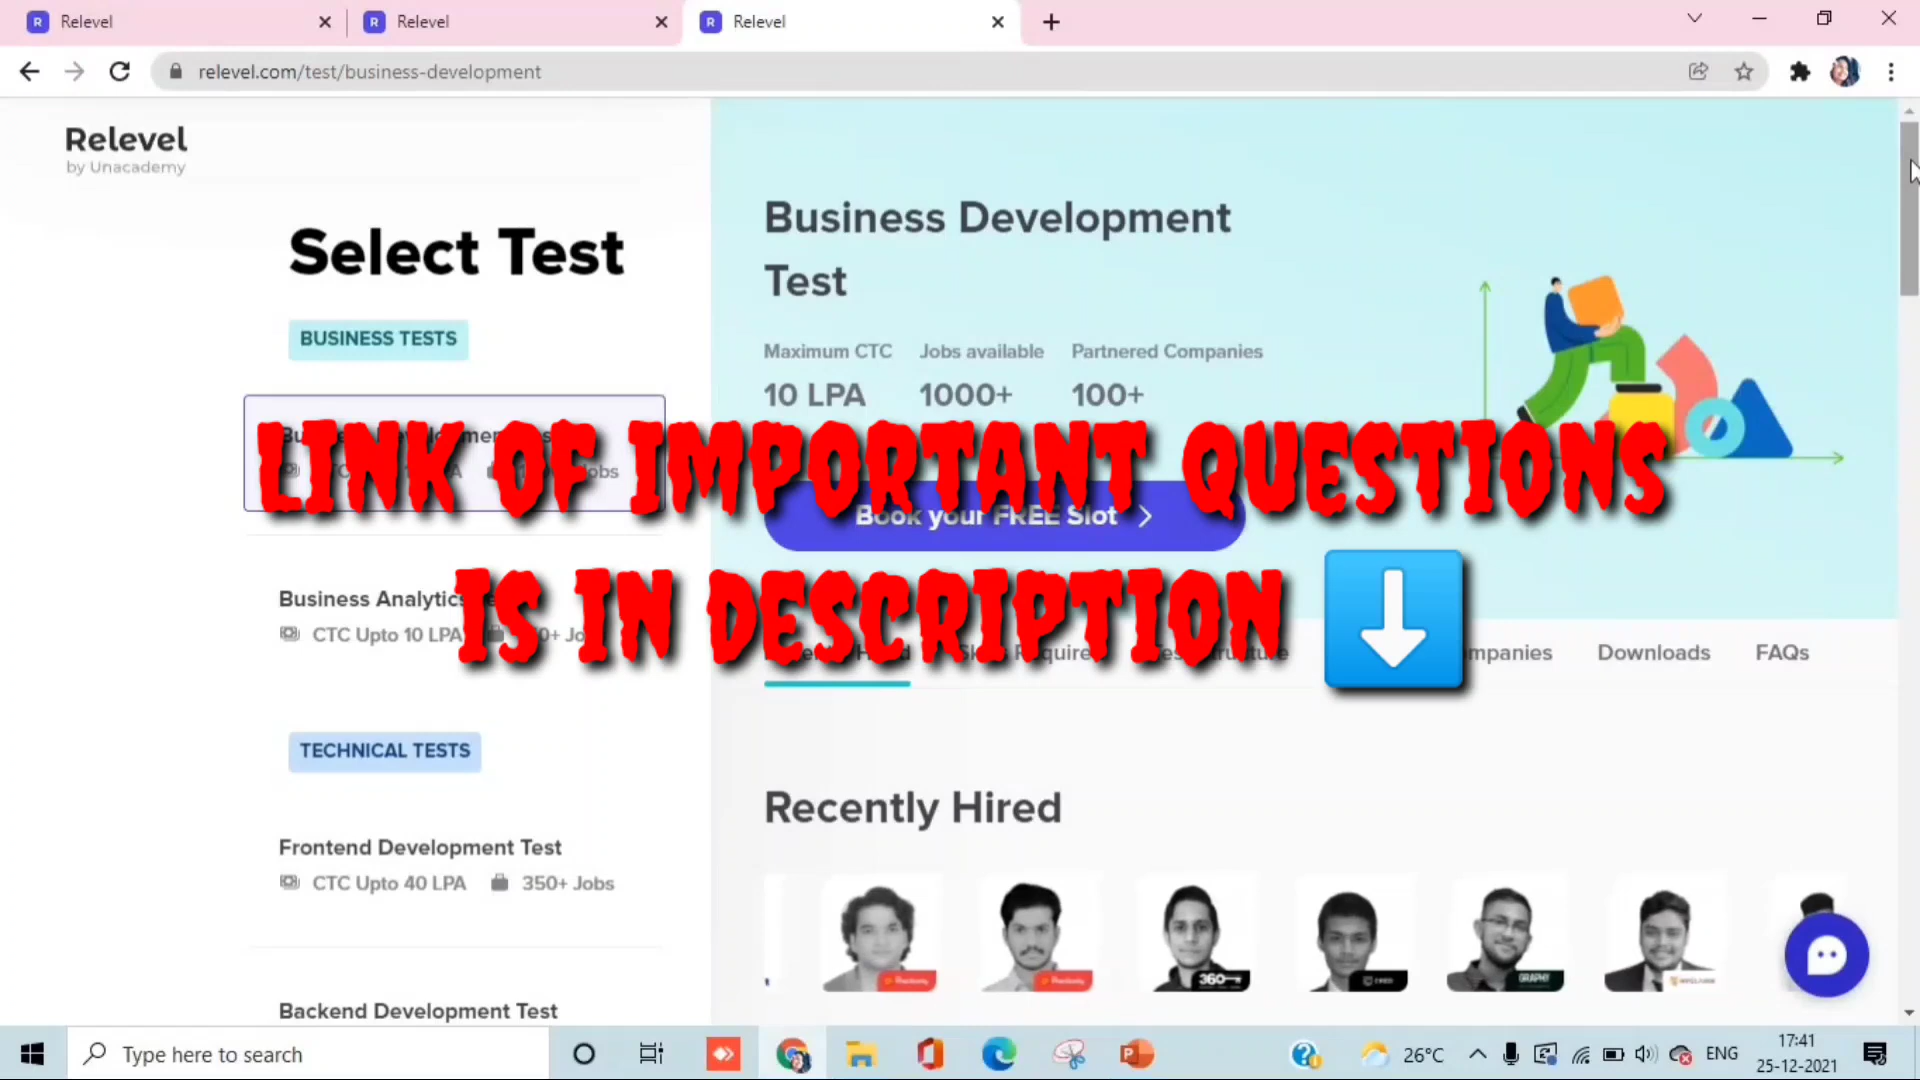 Relevel
Relevel
Relevel
relevel.com/test/business-development
Relevel
by Unacademy
Select Test
BUSINESS TESTS
Business Analytics
CTC Upto 10 LPA
TECHNICAL TESTS
Frontend Development Test
CTC Upto 40 LPA 350+ Jobs
Backend Development Test
Business Development
Test
Maximum CTC Jobs available Partnered Companies
10 LPA 1000+ 100+
LINK OF IMPORTANT QUESTIONS
Book your FREE Slot
IS IN DESCRIPTION
Downloads FAQs
Recently Hired
360
GRAPHY
Type here to search
26°C
ENG
17:41
25-12-2021